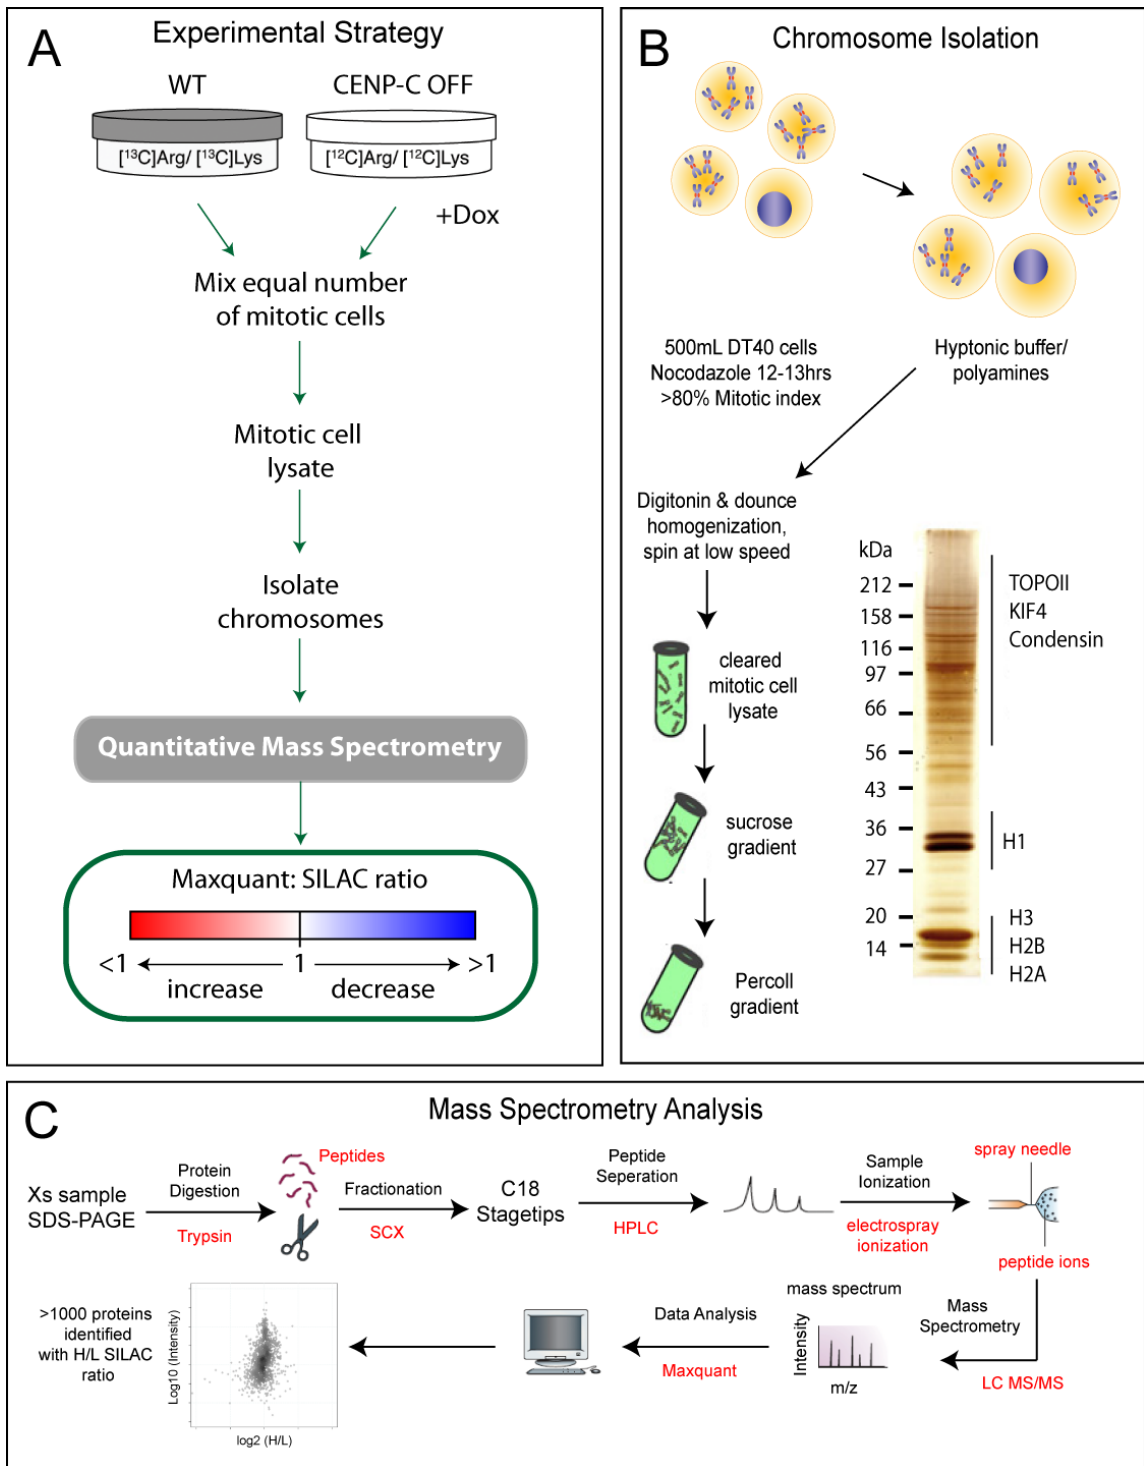 A
Experimental Strategy
WT
CENP-C OFF
[13C]Arg/ [13C]Lys
[12C]Arg/ [12C]Lys
+Dox
Mix equal number
of mitotic cells
Mitotic cell
lysate
Isolate
chromosomes
Quantitative Mass Spectrometry
Maxquant: SILAC ratio
<1
1
>1
increase
decrease
B
Chromosome Isolation
500mL DT40 cells
Nocodazole 12-13hrs
>80% Mitotic index
Hyptonic buffer/
polyamines
Digitonin & dounce
homogenization,
spin at low speed
cleared
mitotic cell
lysate
sucrose
gradient
Percoll
gradient
kDa
212
158
116
97
66
56
43
36
27
20
14
TOPOII
KIF4
Condensin
H1
H3
H2B
H2A
C
Mass Spectrometry Analysis
Xs sample
SDS-PAGE
Protein
Digestion
Trypsin
Peptides
Fractionation
SCX
C18
Stagetips
Peptide
Seperation
HPLC
Sample
Ionization
electrospray
ionization
spray needle
peptide ions
Mass
Spectrometry
LC MS/MS
mass spectrum
Intensity
m/z
Data Analysis
Maxquant
Log10 (Intensity)
log2 (H/L)
>1000 proteins
identified
with H/L SILAC
ratio